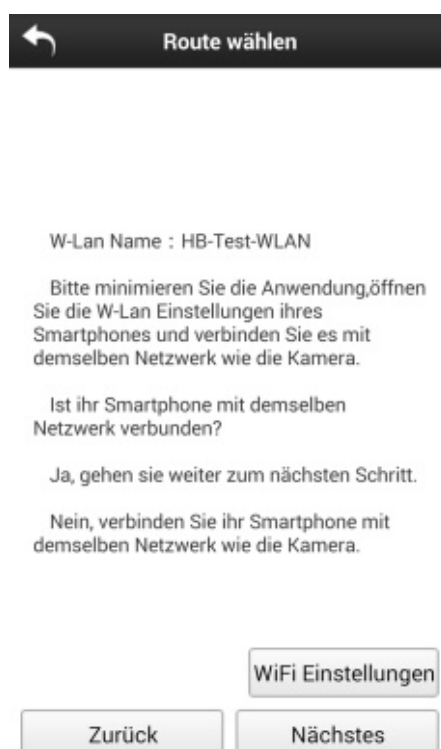 Route wählen
W-Lan Name : HB-Test-WLAN
Bitte minimieren Sie die Anwendung,öffnen
Sie die W-Lan Einstellungen ihres
Smartphones und verbinden Sie es mit
demselben Netzwerk wie die Kamera.
Ist ihr Smartphone mit demselben
Netzwerk verbunden?
Ja, gehen sie weiter zum nächsten Schritt.
Nein, verbinden Sie ihr Smartphone mit
demselben Netzwerk wie die Kamera.
WiFi Einstellungen
Zurück
Nächstes